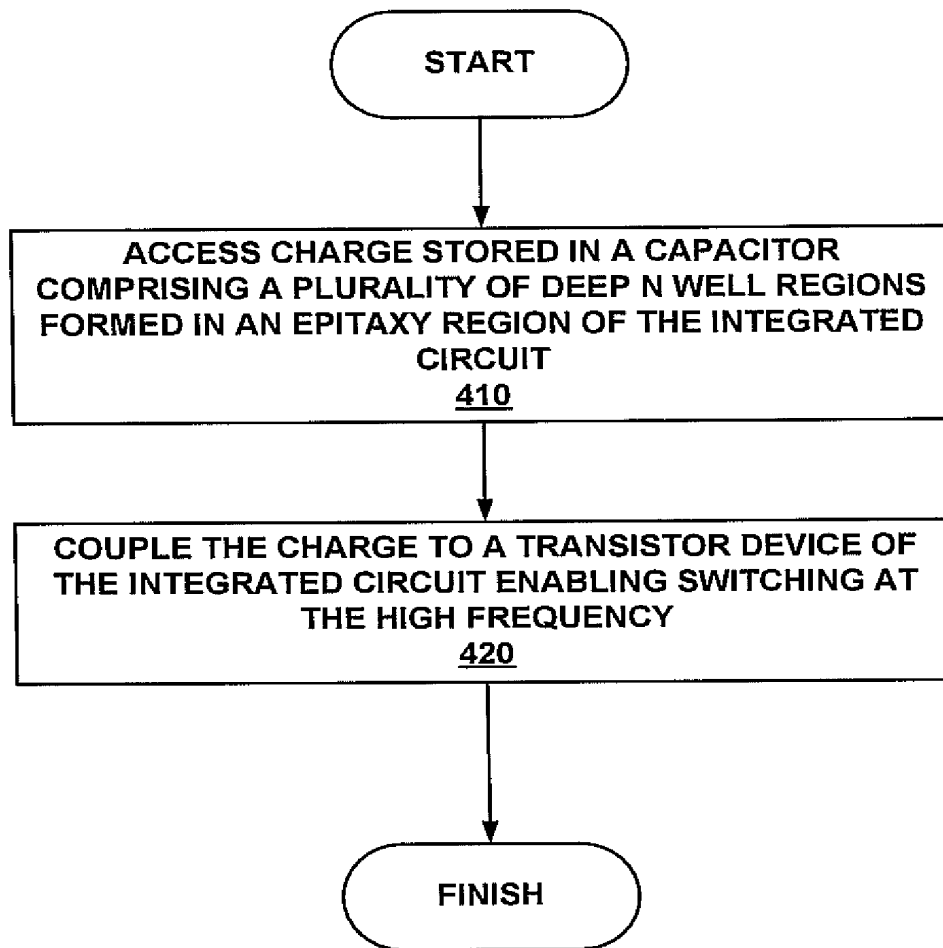 START
ACCESS CHARGE STORED IN A CAPACITOR
COMPRISING A PLURALITY OF DEEP N WELL REGIONS
FORMED IN AN EPITAXY REGION OF THE INTEGRATED
CIRCUIT
410
COUPLE THE CHARGE TO A TRANSISTOR DEVICE OF
THE INTEGRATED CIRCUIT ENABLING SWITCHING AT
THE HIGH FREQUENCY
420
FINISH